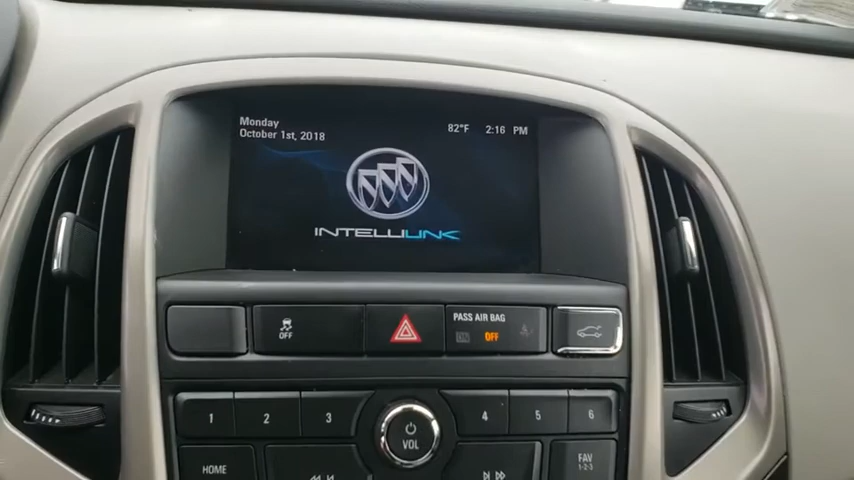 Monday
October 1st, 2018
82°F 2:16 PM
INTELLILINK
OFF
PASS AIR BAG
ON OFF
1 2 3 4 5 6
VOL
HOME
FAV
1-2-3